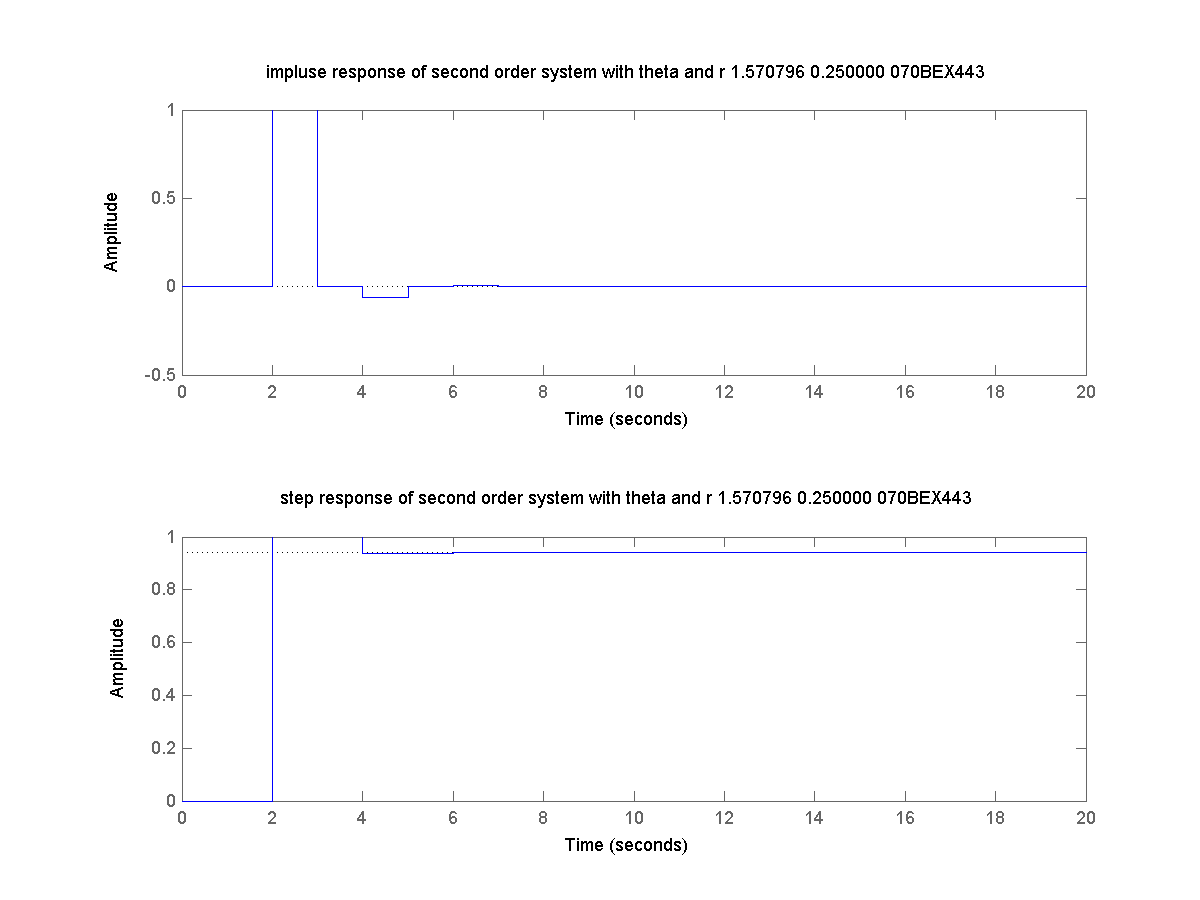 impluse response of second order system with theta and r 1.570796 0.250000 070BEX443
1
0.5
0
-0.5
Amplitude
0 2 4 6 8 10 12 14 16 18 20
Time (seconds)
step response of second order system with theta and r 1.570796 0.250000 070BEX443
1
0.8
0.6
0.4
0.2
0
Amplitude
0 2 4 6 8 10 12 14 16 18 20
Time (seconds)